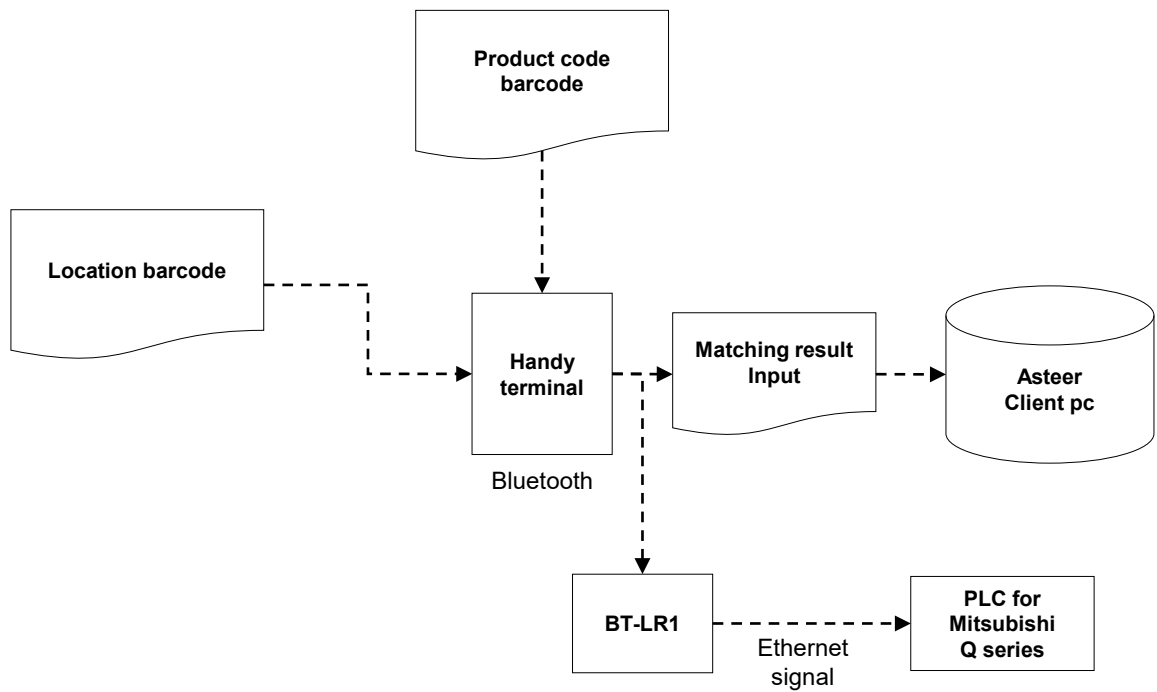 Product code
barcode
Location barcode
Handy
terminal
Matching result
Input
Asteer
Client pc
Bluetooth
BT-LR1
Ethernet
signal
PLC for
Mitsubishi
Q series